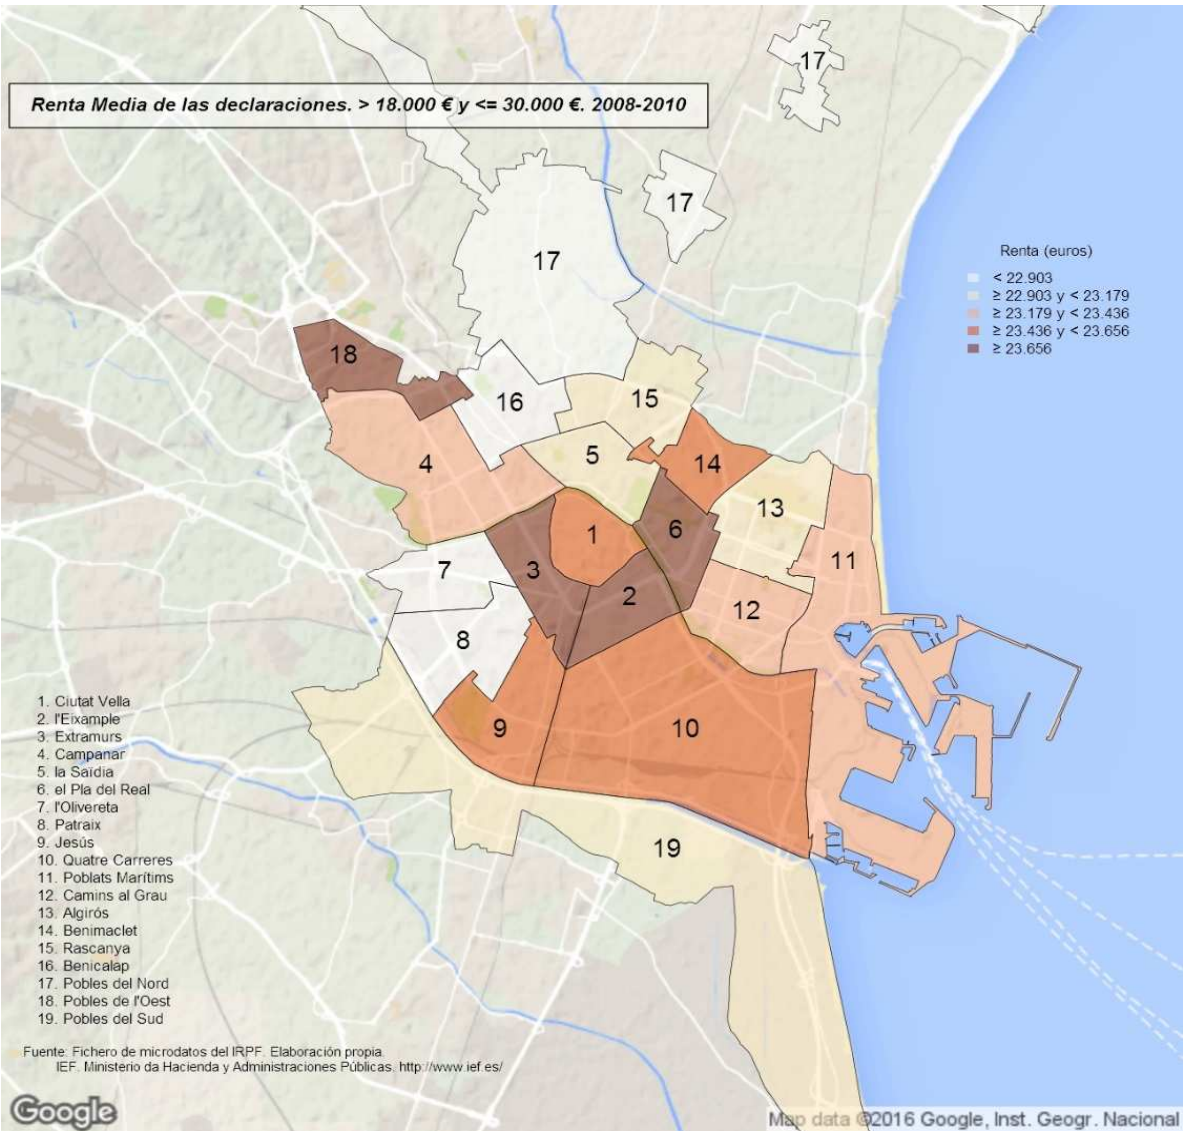 17
Renta Media de las declaraciones. > 18.000 € y <= 30.000 €. 2008-2010
17
17
Renta (euros)
< 22.903
≥ 22.903 y < 23.179
≥ 23.179 y < 23.436
≥ 23.436 y < 23.656
≥ 23.656
18
16
15
4
5
14
13
6
1
11
7
3
2
12
8
9
10
19
1. Ciutat Vella
2. l'Eixample
3. Extramurs
4. Campanar
5. la Saïdia
6. el Pla del Real
7. l'Olivereta
8. Patraix
9. Jesús
10. Quatre Carreres
11. Poblats Marítims
12. Camins al Grau
13. Algirós
14. Benimaclet
15. Rascanya
16. Benicalap
17. Pobles del Nord
18. Pobles de l'Oest
19. Pobles del Sud
Fuente: Fichero de microdatos del IRPF. Elaboración propia.
IEF. Ministerio da Hacienda y Administraciones Públicas. http://www.ief.es/
Google
Map data ©2016 Google, Inst. Geogr. Nacional